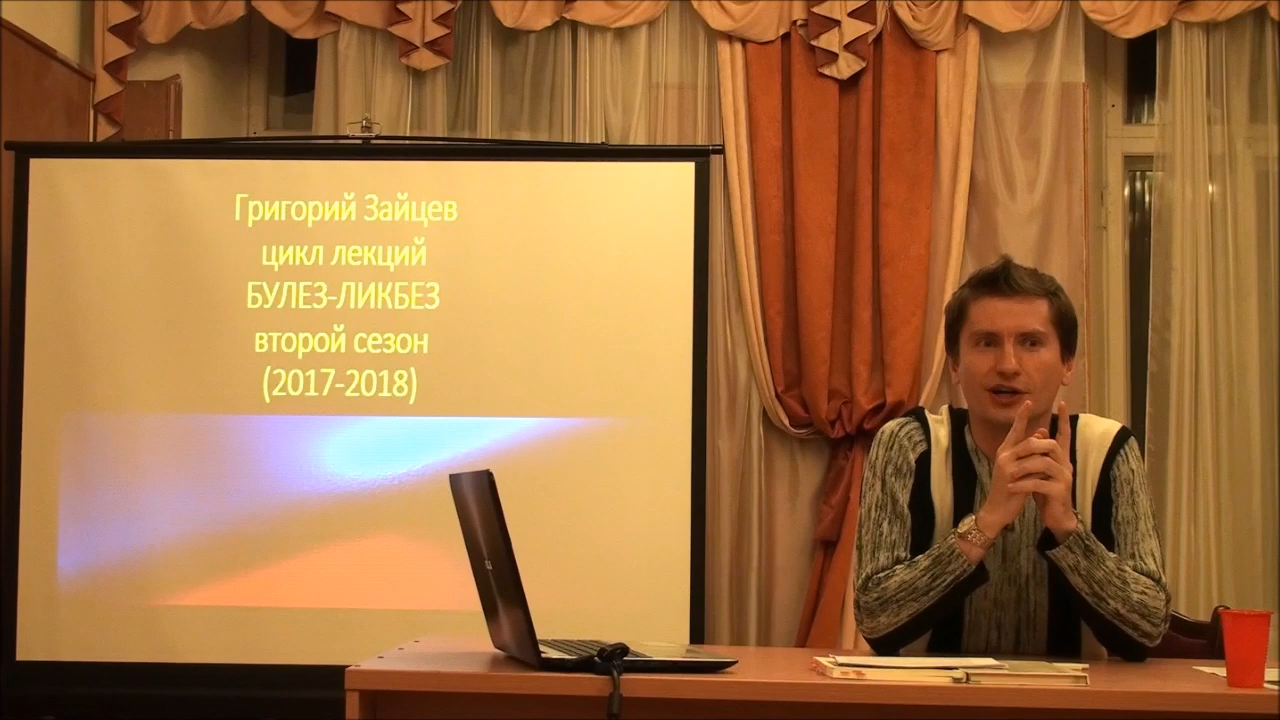 Григорий Зайцев
цикл лекций
БУЛЕЗ-ЛИКБЕЗ
второй сезон
(2017-2018)